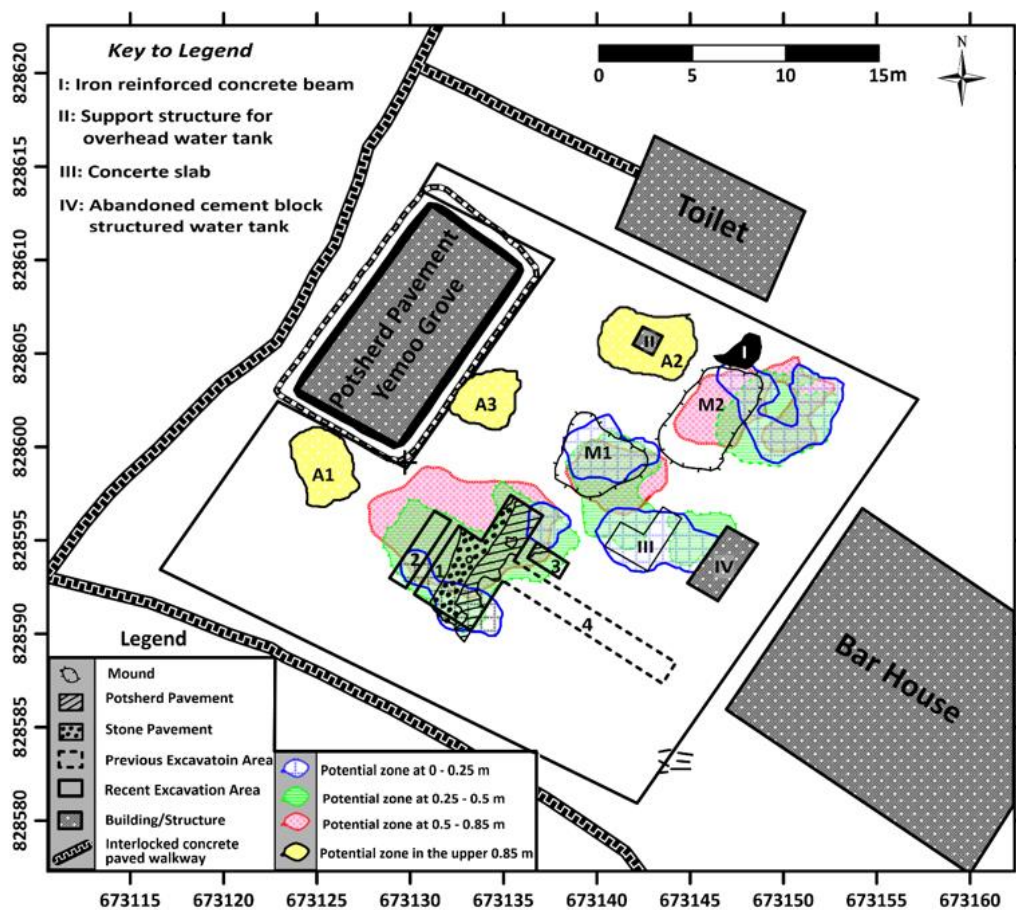 Key to Legend
I: Iron reinforced concrete beam
II: Support structure for
overhead water tank
III: Concerte slab
IV: Abandoned cement block
structured water tank
0 5 10 15m
N
828620
828615
828610
828605
828600
828595
828590
828585
828580
Toilet
Potsherd Pavement
Yemoo Grove
II
A2
I
A3
M2
M1
A1
III
IV
2
1
3
4
Bar House
Legend
Mound
Potsherd Pavement
Stone Pavement
Previous Excavatoin Area
Recent Excavation Area
Building/Structure
Interlocked concrete
paved walkway
Potential zone at 0 - 0.25 m
Potential zone at 0.25 - 0.5 m
Potential zone at 0.5 - 0.85 m
Potential zone in the upper 0.85 m
673115 673120 673125 673130 673135 673140 673145 673150 673155 673160